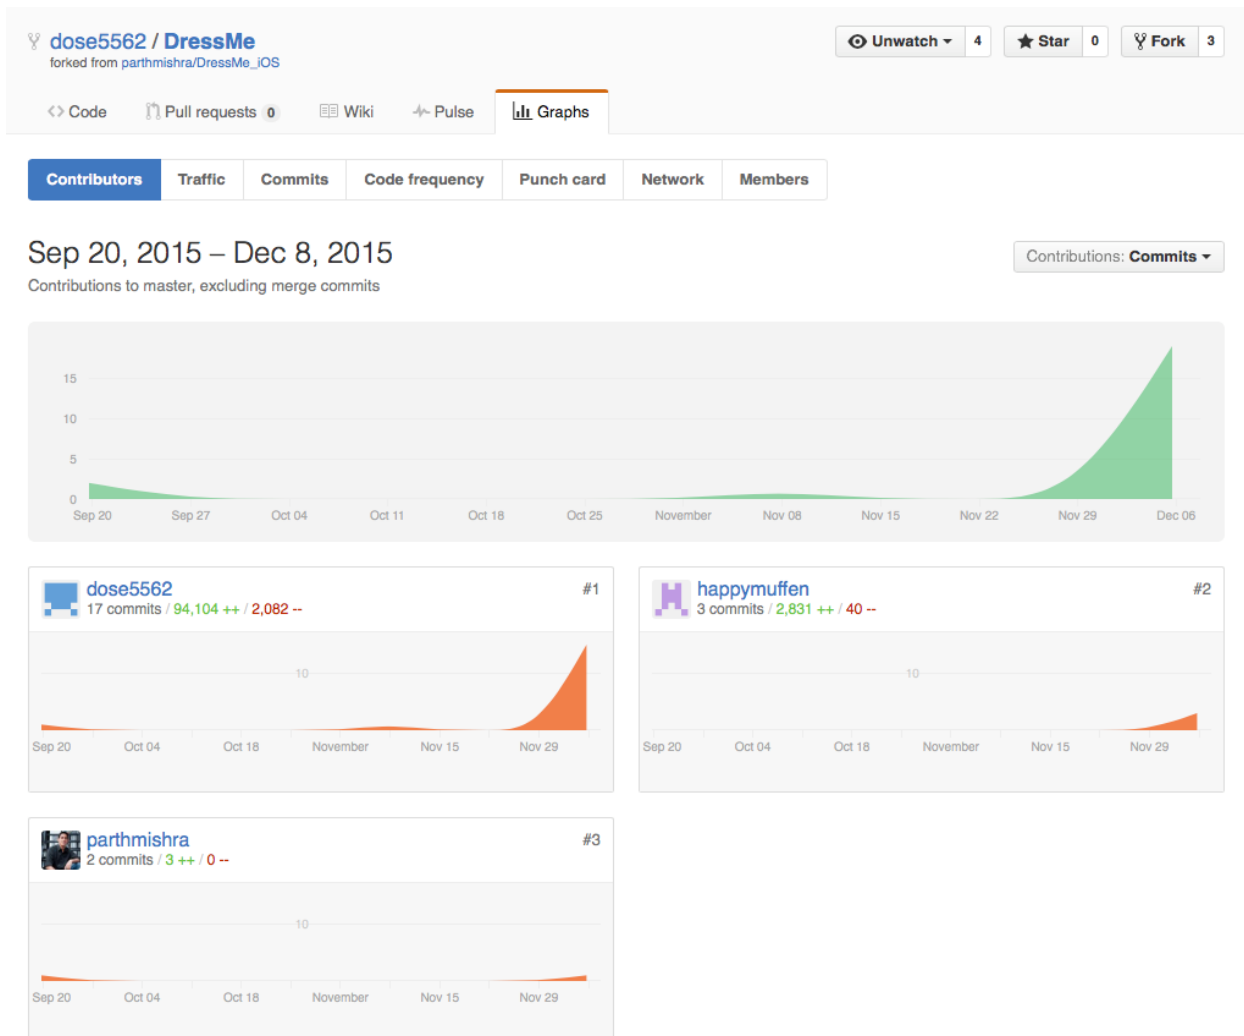 dose5562 / DressMe
forked from parthmishra/DressMe_iOS
Unwatch 4 Star 0 Fork 3
Code Pull requests 0 Wiki Pulse Graphs
Contributors Traffic Commits Code frequency Punch card Network Members
Sep 20, 2015 – Dec 8, 2015
Contributions: Commits
Contributions to master, excluding merge commits
15
10
5
0
Sep 20 Sep 27 Oct 04 Oct 11 Oct 18 Oct 25 November Nov 08 Nov 15 Nov 22 Nov 29 Dec 06
dose5562 #1
17 commits / 94,104 ++ / 2,082 --
10
Sep 20 Oct 04 Oct 18 November Nov 15 Nov 29
happymuffen #2
3 commits / 2,831 ++ / 40 --
10
Sep 20 Oct 04 Oct 18 November Nov 15 Nov 29
parthmishra #3
2 commits / 3 ++ / 0 --
10
Sep 20 Oct 04 Oct 18 November Nov 15 Nov 29